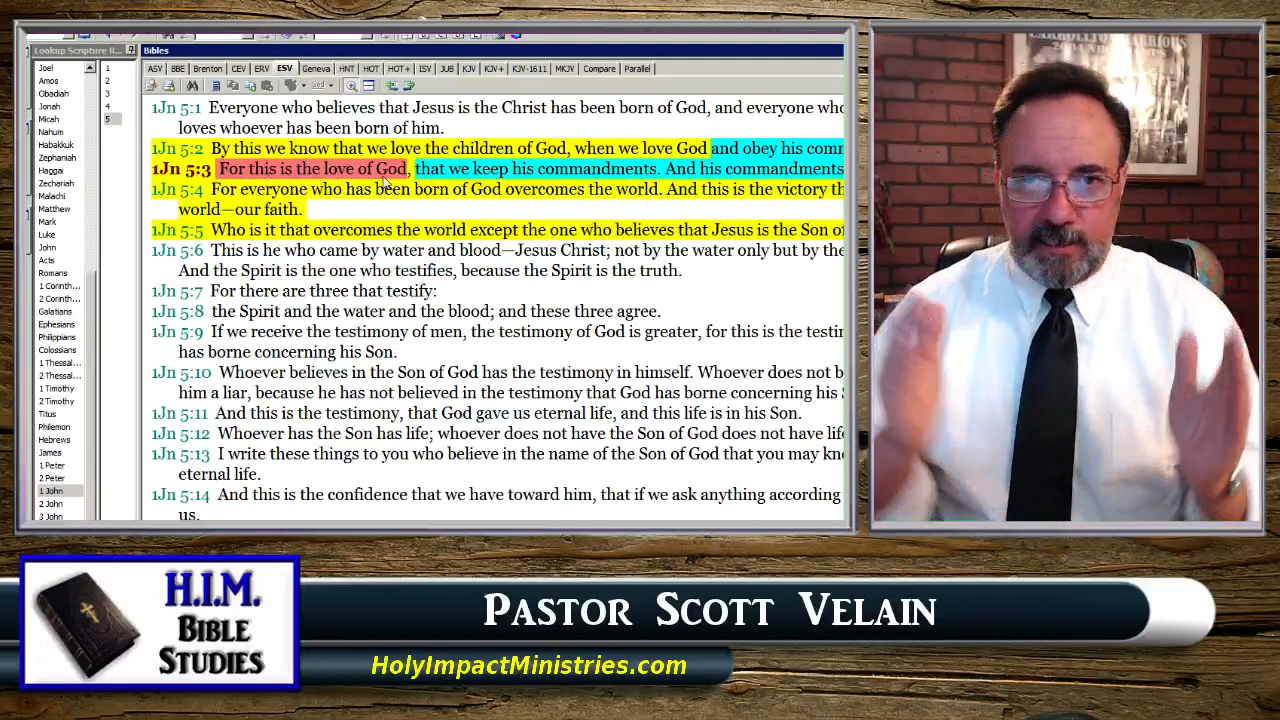 CARROLLTON WARRIORS
Lookup Scripture R...
Bibles
ASV BBE Brenton CEV ERV ESV Geneva HNT HOT HOT+ ISV JUB KJV KJV+ KJV-1611 MKJV Compare Parallel
Joel
Amos
Obadiah
Jonah
Micah
Nahum
Habakkuk
Zephaniah
Haggai
Zechariah
Malachi
Matthew
Mark
Luke
John
Acts
Romans
1 Corinth...
2 Corinth...
Galatians
Ephesians
Philippians
Colossians
1 Thessal...
2 Thessal...
1 Timothy
2 Timothy
Titus
Philemon
Hebrews
James
1 Peter
2 Peter
1 John
2 John
3 John
1
2
3
4
5
1Jn 5:1 Everyone who believes that Jesus is the Christ has been born of God, and everyone who
loves whoever has been born of him.
1Jn 5:2 By this we know that we love the children of God, when we love God and obey his comm
1Jn 5:3 For this is the love of God, that we keep his commandments. And his commandments
1Jn 5:4 For everyone who has been born of God overcomes the world. And this is the victory th
world—our faith.
1Jn 5:5 Who is it that overcomes the world except the one who believes that Jesus is the Son of
1Jn 5:6 This is he who came by water and blood—Jesus Christ; not by the water only but by the
And the Spirit is the one who testifies, because the Spirit is the truth.
1Jn 5:7 For there are three that testify:
1Jn 5:8 the Spirit and the water and the blood; and these three agree.
1Jn 5:9 If we receive the testimony of men, the testimony of God is greater, for this is the testim
has borne concerning his Son.
1Jn 5:10 Whoever believes in the Son of God has the testimony in himself. Whoever does not b
him a liar, because he has not believed in the testimony that God has borne concerning his S
1Jn 5:11 And this is the testimony, that God gave us eternal life, and this life is in his Son.
1Jn 5:12 Whoever has the Son has life; whoever does not have the Son of God does not have life
1Jn 5:13 I write these things to you who believe in the name of the Son of God that you may kno
eternal life.
1Jn 5:14 And this is the confidence that we have toward him, that if we ask anything according
us.
H.I.M.
BIBLE
STUDIES
PASTOR SCOTT VELAIN
HolyImpactMinistries.com